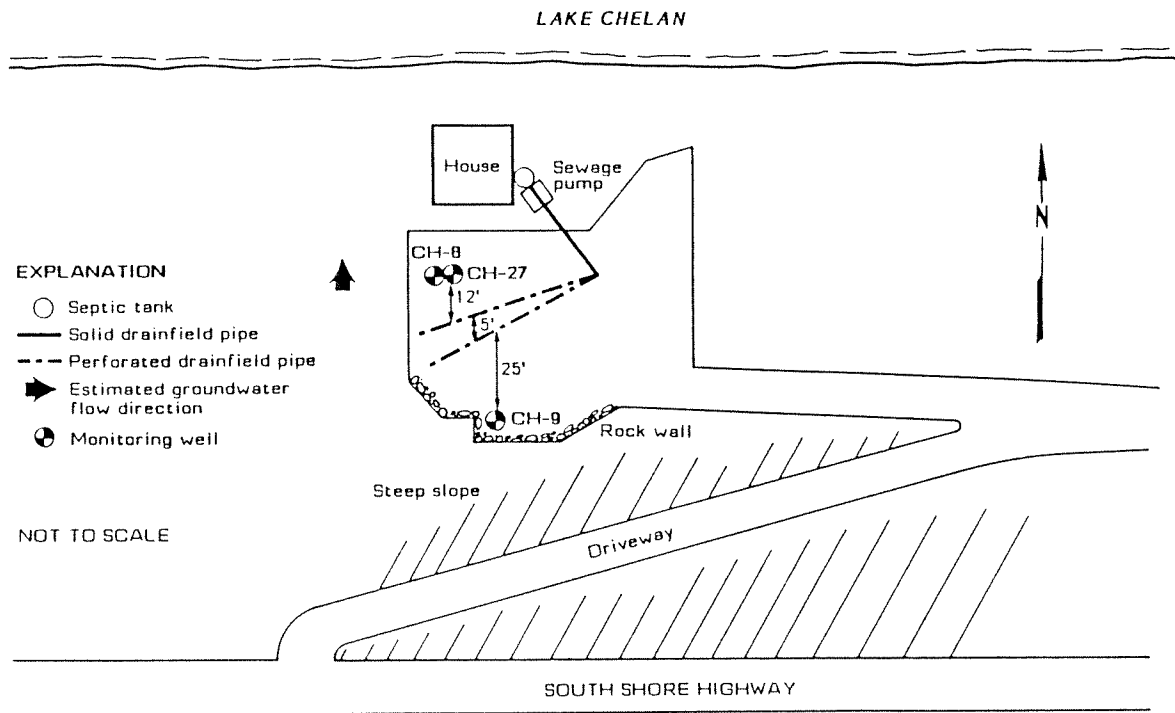 LAKE CHELAN
House
Sewage
pump
N
CH-8
CH-27
12'
5'
25'
CH-9
Rock wall
EXPLANATION
Septic tank
Solid drainfield pipe
Perforated drainfield pipe
Estimated groundwater
flow direction
Monitoring well
Steep slope
NOT TO SCALE
Driveway
SOUTH SHORE HIGHWAY